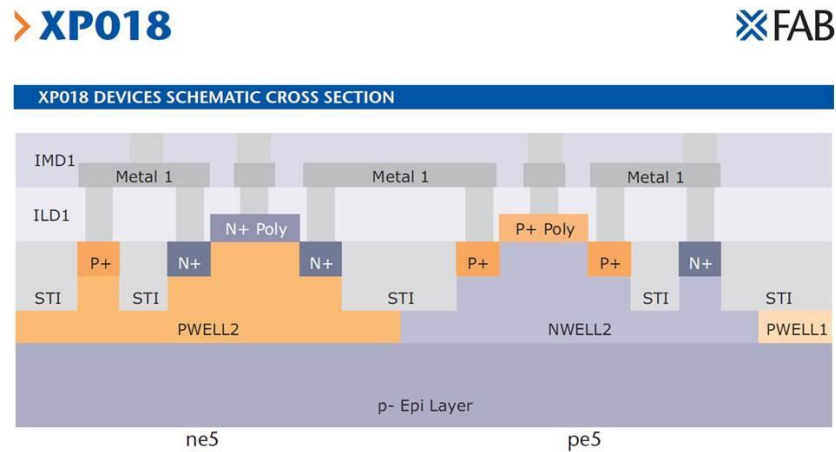 XP018
XFAB
XP018 DEVICES SCHEMATIC CROSS SECTION
IMD1
Metal 1
Metal 1
Metal 1
ILD1
N+ Poly
P+ Poly
P+
N+
N+
P+
P+
N+
STI
STI
STI
STI
STI
PWELL2
NWELL2
PWELL1
p- Epi Layer
ne5
pe5